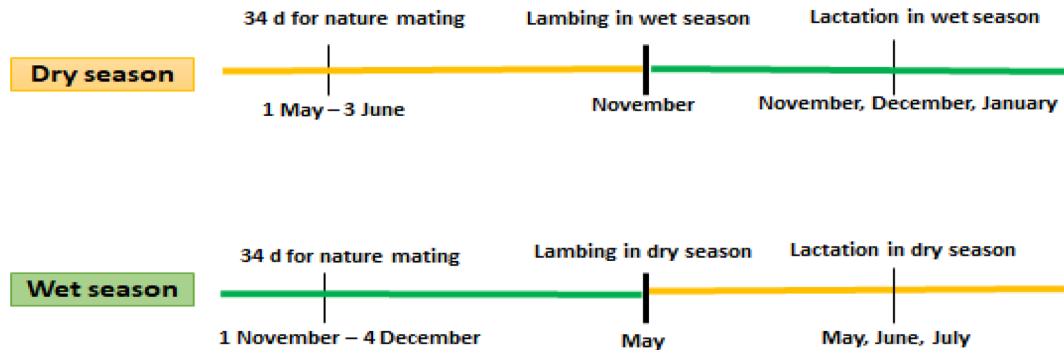 34 d for nature mating
Lambing in wet season
Lactation in wet season
Dry season
1 May – 3 June
November
November, December, January
34 d for nature mating
Lambing in dry season
Lactation in dry season
Wet season
1 November – 4 December
May
May, June, July